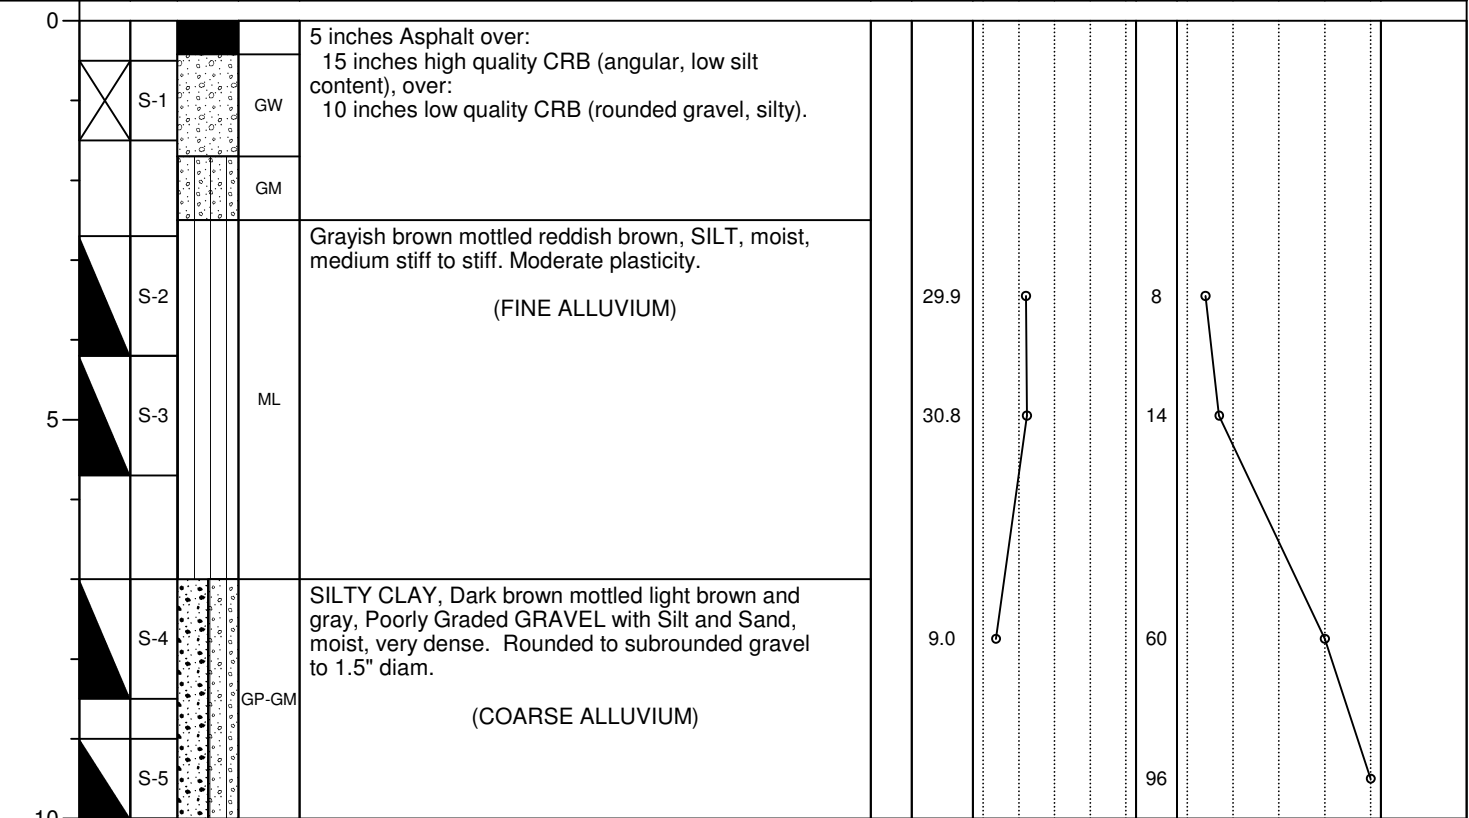 0
5 inches Asphalt over:
15 inches high quality CRB (angular, low silt
content), over:
10 inches low quality CRB (rounded gravel, silty).
S-1
GW
GM
Grayish brown mottled reddish brown, SILT, moist,
medium stiff to stiff. Moderate plasticity.
(FINE ALLUVIUM)
S-2
29.9
8
ML
5
S-3
30.8
14
SILTY CLAY, Dark brown mottled light brown and
gray, Poorly Graded GRAVEL with Silt and Sand,
moist, very dense.  Rounded to subrounded gravel
to 1.5" diam.
S-4
9.0
60
GP-GM
(COARSE ALLUVIUM)
S-5
96
10